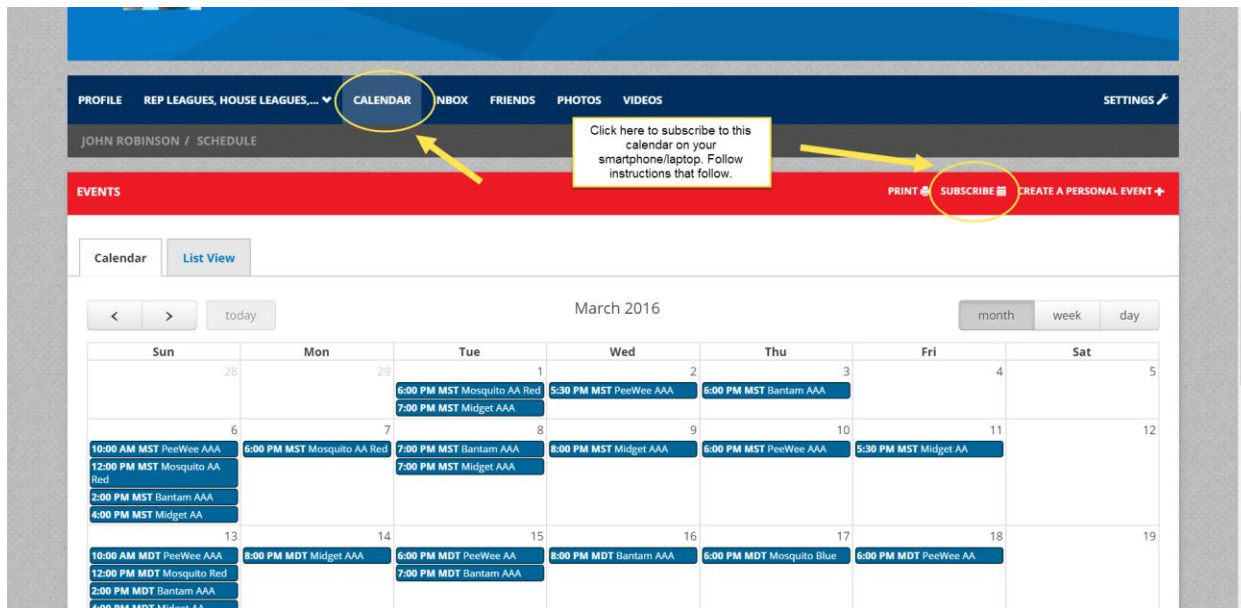 PROFILE REP LEAGUES, HOUSE LEAGUES,... CALENDAR INBOX FRIENDS PHOTOS VIDEOS SETTINGS
JOHN ROBINSON / SCHEDULE
Click here to subscribe to this
calendar on your
smartphone/laptop. Follow
instructions that follow.
EVENTS PRINT SUBSCRIBE CREATE A PERSONAL EVENT +
Calendar List View
< > today March 2016 month week day
Sun Mon Tue Wed Thu Fri Sat
28 29 1 2 3 4 5
6:00 PM MST Mosquito AA Red 5:30 PM MST PeeWee AAA 6:00 PM MST Bantam AAA
7:00 PM MST Midget AAA
6 7 8 9 10 11 12
10:00 AM MST PeeWee AAA 6:00 PM MST Mosquito AA Red 7:00 PM MST Bantam AAA 8:00 PM MST Midget AAA 6:00 PM MST PeeWee AAA 5:30 PM MST Midget AA
12:00 PM MST Mosquito AA 7:00 PM MST Midget AAA
Red
2:00 PM MST Bantam AAA
4:00 PM MST Midget AA
13 14 15 16 17 18 19
10:00 AM MDT PeeWee AAA 8:00 PM MDT Midget AAA 6:00 PM MDT PeeWee AA 8:00 PM MDT Bantam AAA 6:00 PM MDT Mosquito Blue 6:00 PM MDT PeeWee AA
12:00 PM MDT Mosquito Red 7:00 PM MDT Bantam AAA
2:00 PM MDT Bantam AAA
4:00 PM MDT Midget AA